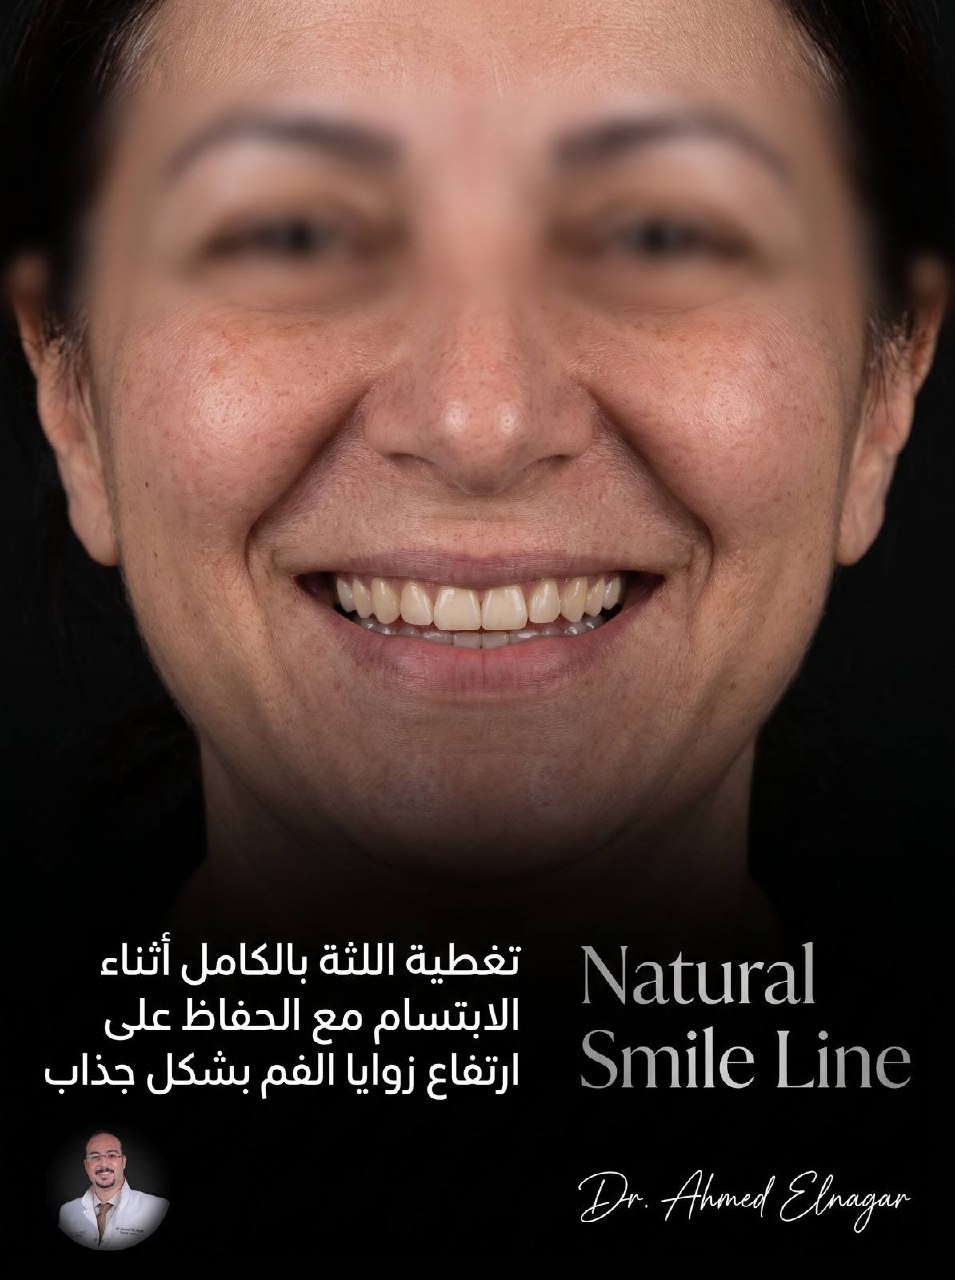 تغطية اللثة بالكامل أثناء
الابتسام مع الحفاظ على
ارتفاع زوايا الفم بشكل جذاب
Natural
Smile Line
Dr. Ahmed Elnagar